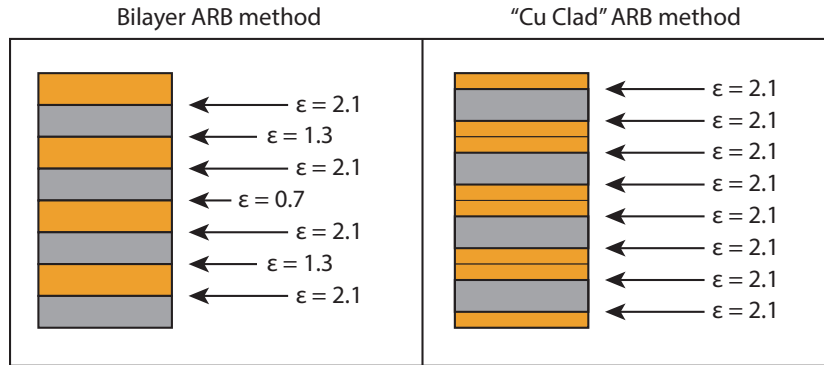 Bilayer ARB method
“Cu Clad” ARB method
ε = 2.1
ε = 1.3
ε = 2.1
ε = 0.7
ε = 2.1
ε = 1.3
ε = 2.1
ε = 2.1
ε = 2.1
ε = 2.1
ε = 2.1
ε = 2.1
ε = 2.1
ε = 2.1
ε = 2.1